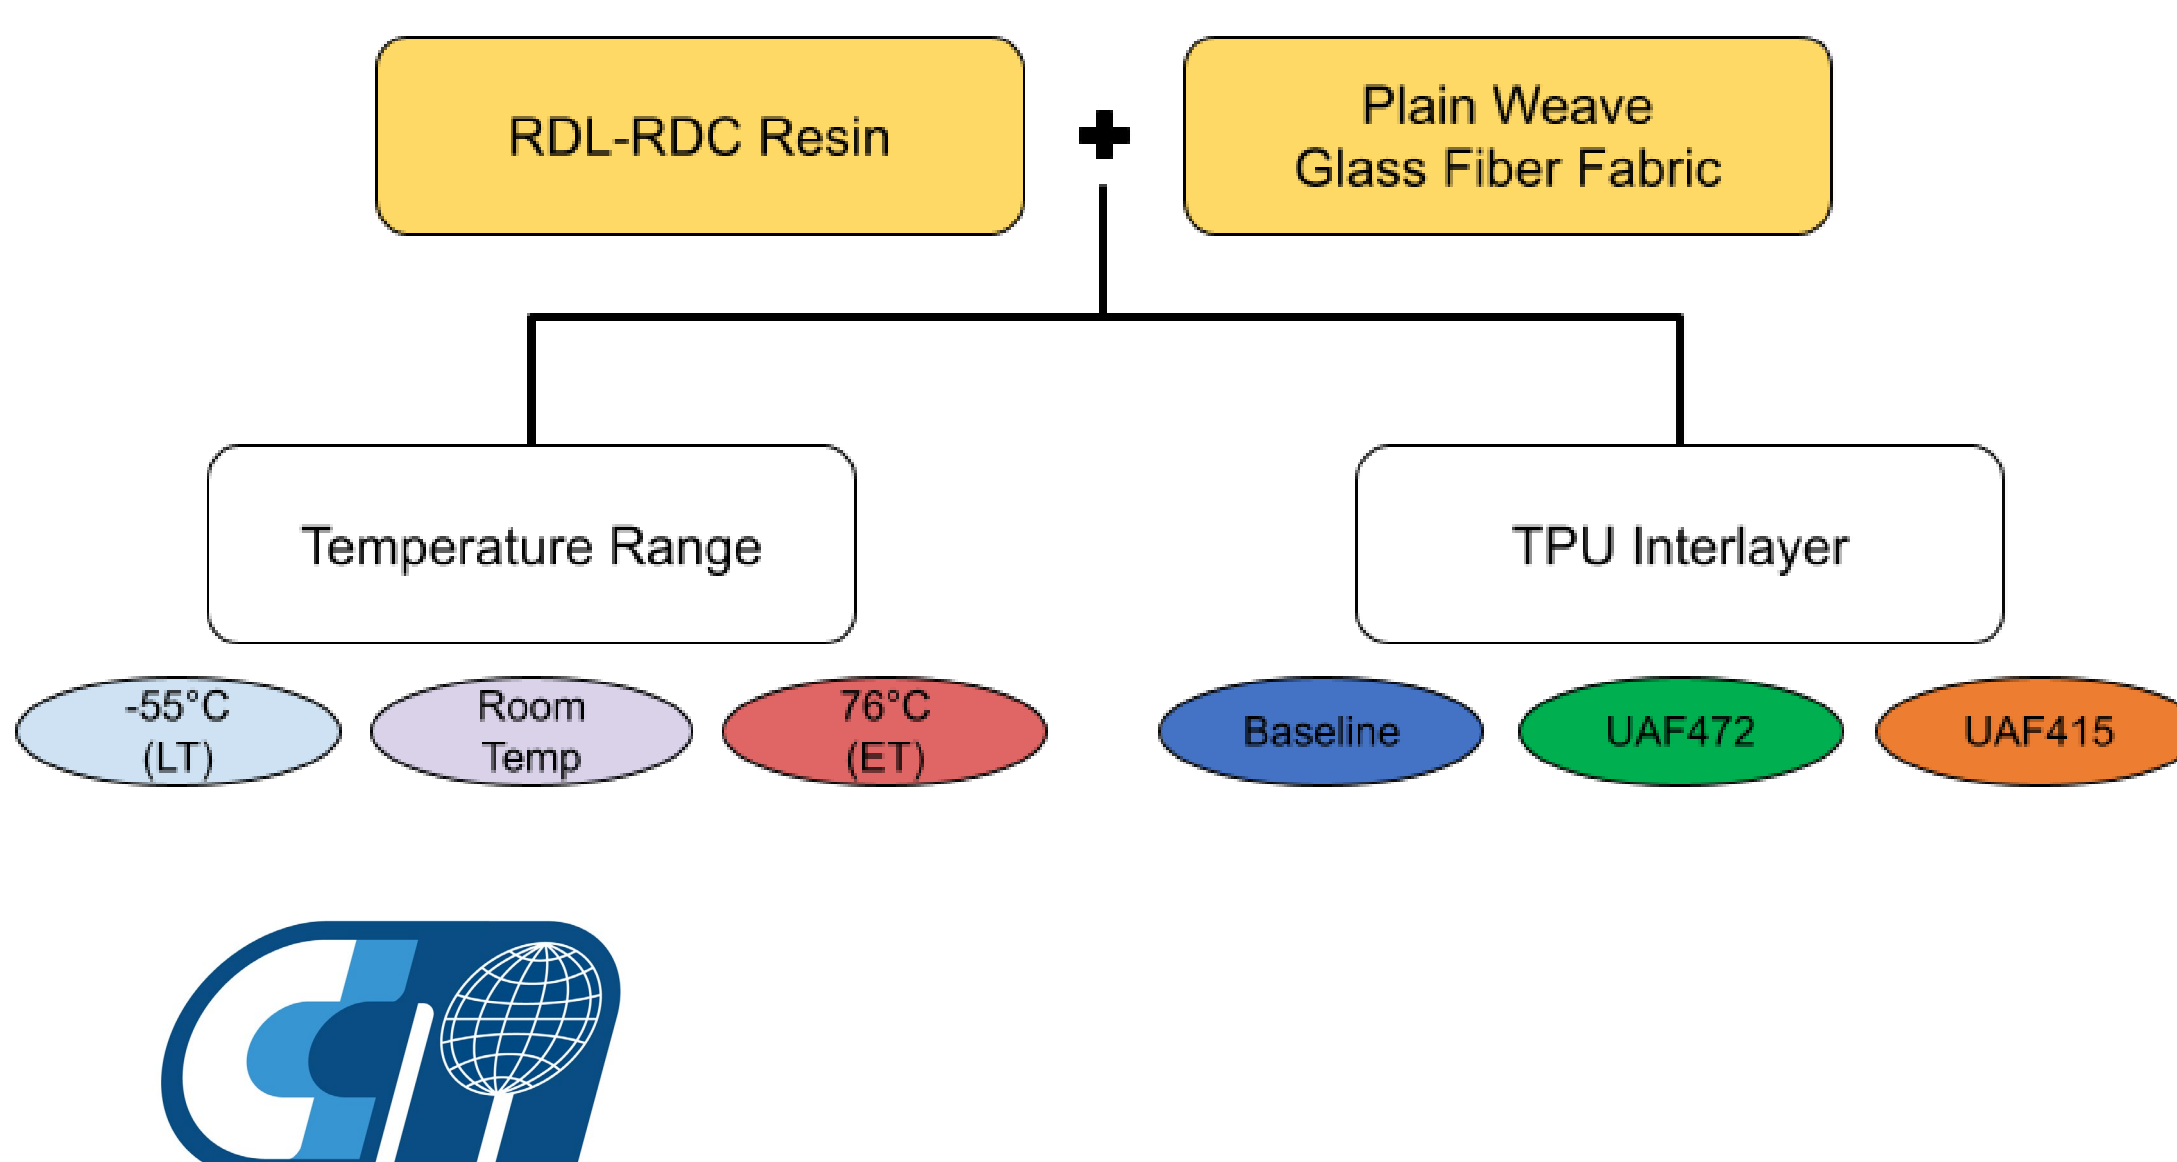 RDL-RDC Resin
Plain Weave
Glass Fiber Fabric
Temperature Range
TPU Interlayer
-55°C
(LT)
Room
Temp
76°C
(ET)
Baseline
UAF472
UAF415